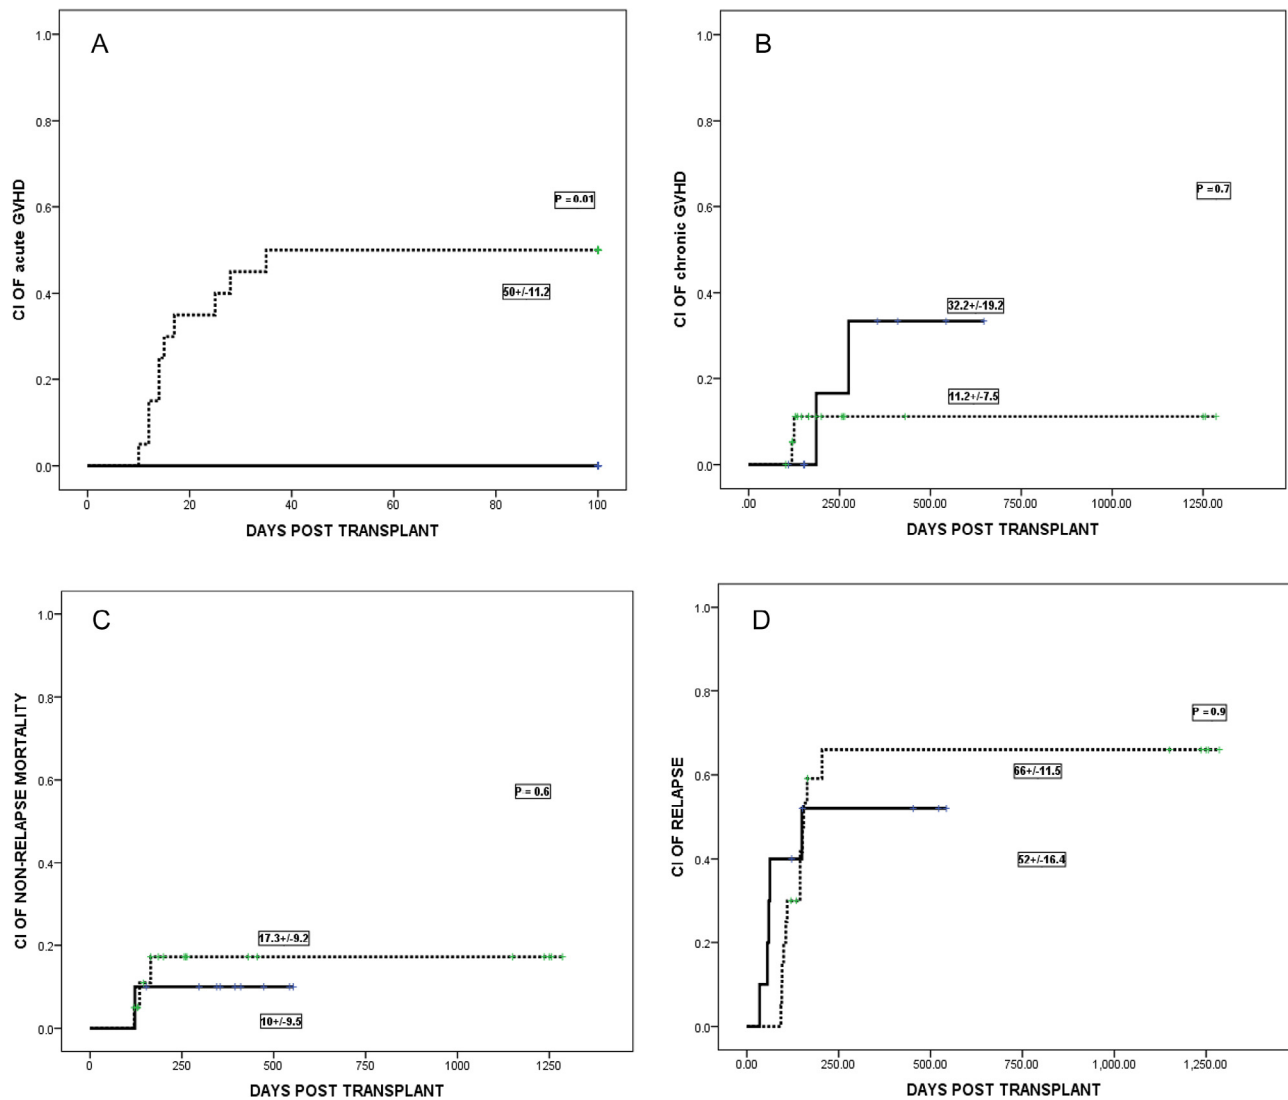 A
CI OF acute GVHD
1.0
0.8
0.6
0.4
0.2
0.0
P = 0.01
50+/-11.2
0 20 40 60 80 100
DAYS POST TRANSPLANT
B
CI OF chronic GVHD
1.0
0.8
0.6
0.4
0.2
0.0
P = 0.7
32.2+/-19.2
11.2+/-7.5
.00 250.00 500.00 750.00 1000.00 1250.00
DAYS POST TRANSPLANT
C
CI OF NON-RELAPSE MORTALITY
1.0
0.8
0.6
0.4
0.2
0.0
P = 0.6
17.3+/-9.2
10+/-9.5
0 250 500 750 1000 1250
DAYS POST TRANSPLANT
D
CI OF RELAPSE
1.0
0.8
0.6
0.4
0.2
0.0
P = 0.9
66+/-11.5
52+/-16.4
0.00 250.00 500.00 750.00 1,000.00 1,250.00
DAYS POST TRANSPLANT